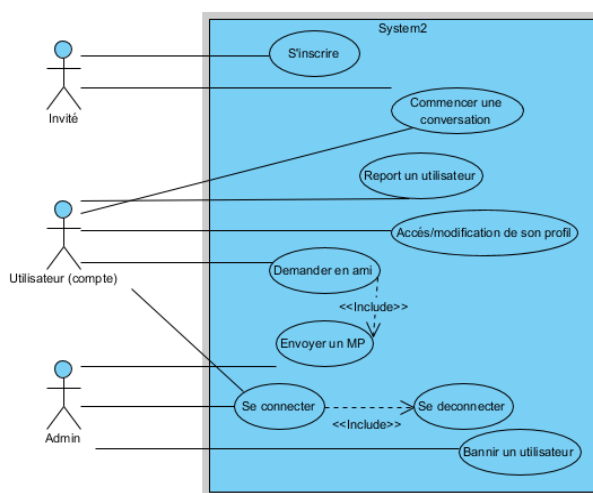 System2
S'inscrire
Invité
Commencer une
conversation
Report un utilisateur
Accés/modification de son profil
Utilisateur (compte)
Demander en ami
<<Include>>
Envoyer un MP
Se connecter
Se deconnecter
<<Include>>
Admin
Bannir un utilisateur